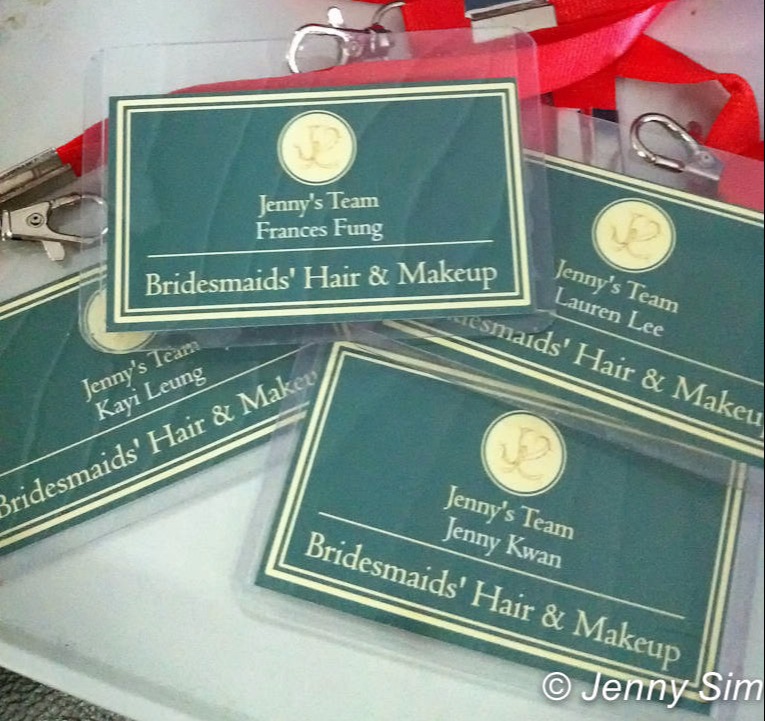 Jenny's Team
Frances Fung
Bridesmaids' Hair & Makeup
Jenny's Team
Lauren Lee
Bridesmaids' Hair & Makeup
Jenny's Team
Kayi Leung
Bridesmaids' Hair & Makeup
Jenny's Team
Jenny Kwan
Bridesmaids' Hair & Makeup
© Jenny Sim